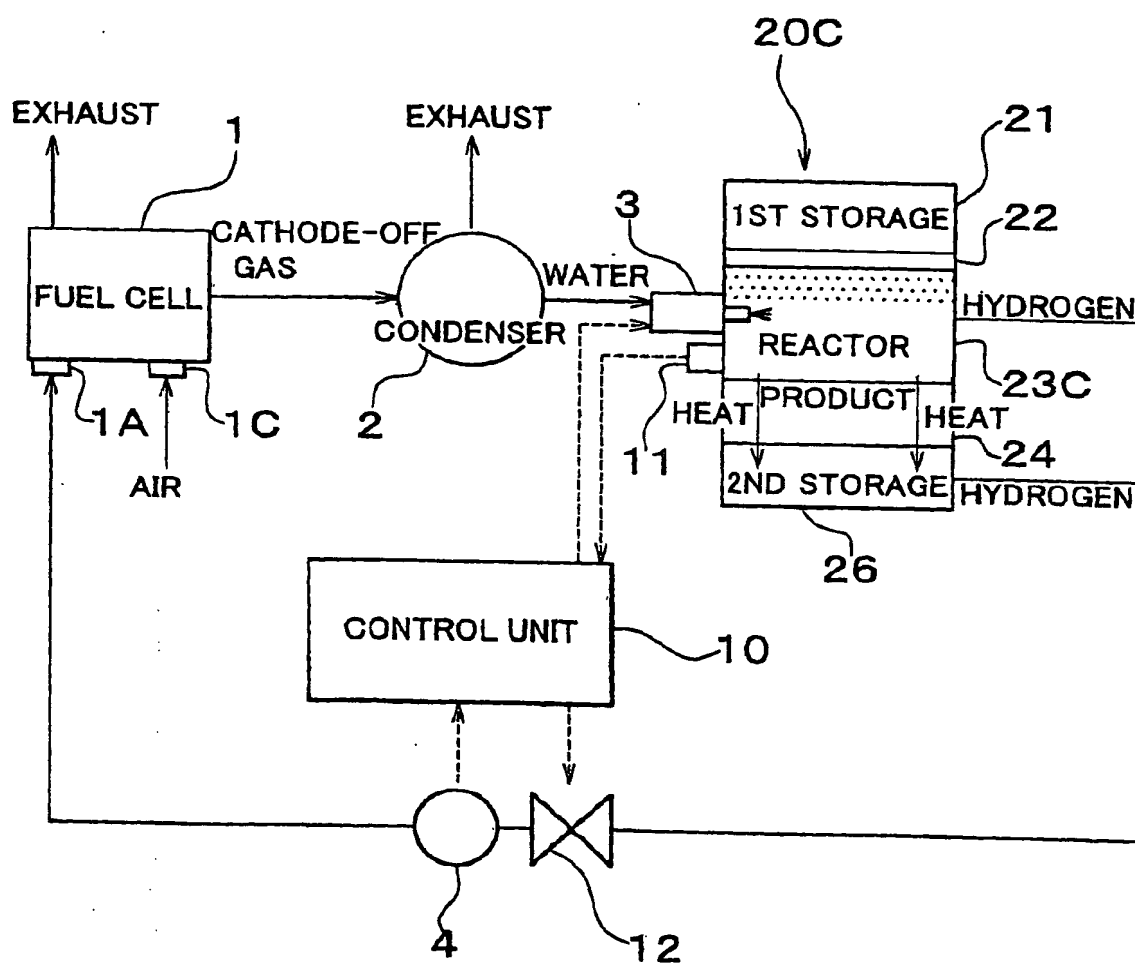 20C
EXHAUST
EXHAUST
21
1
3
1ST STORAGE
22
CATHODE-OFF
GAS
WATER
FUEL CELL
HYDROGEN
CONDENSER
REACTOR
23C
1A
1C
2
11
HEAT
PRODUCT
HEAT
24
AIR
2ND STORAGE
HYDROGEN
26
CONTROL UNIT
10
4
12